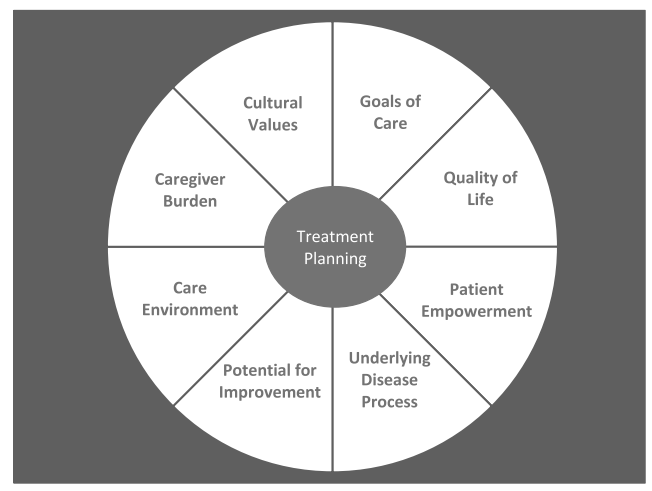 Cultural
Values
Goals of
Care
Caregiver
Burden
Quality of
Life
Treatment
Planning
Care
Environment
Patient
Empowerment
Potential for
Improvement
Underlying
Disease
Process